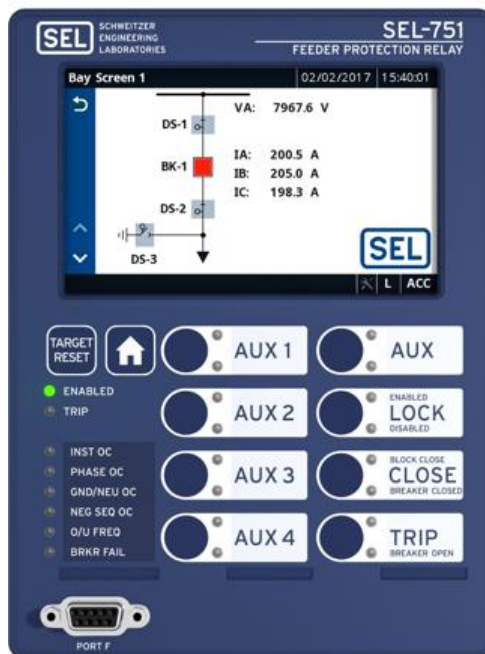 SEL SCHWEITZER ENGINEERING LABORATORIES
SEL-751
FEEDER PROTECTION RELAY
Bay Screen 1 02/02/2017 15:40:01
VA: 7967.6 V
DS-1
IA: 200.5 A
BK-1
IB: 205.0 A
IC: 198.3 A
DS-2
DS-3
SEL
L ACC
TARGET RESET
AUX 1
AUX
ENABLED
TRIP
AUX 2
ENABLED
LOCK
DISABLED
INST OC
PHASE OC
GND/NEU OC
NEG SEQ OC
O/U FREQ
BRKR FAIL
AUX 3
BLOCK CLOSE
CLOSE
BREAKER CLOSED
AUX 4
TRIP
BREAKER OPEN
PORT F